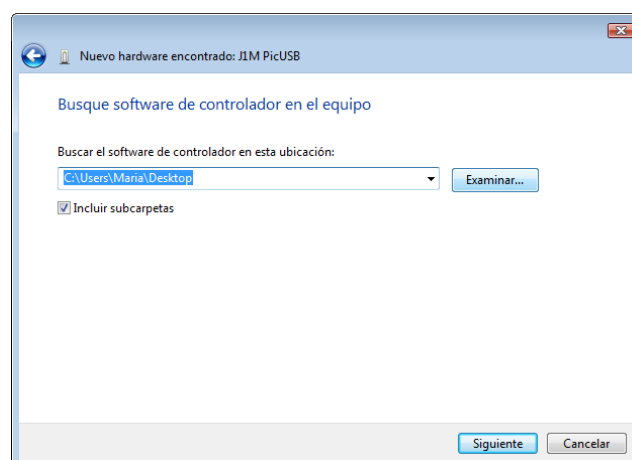 Nuevo hardware encontrado: J1M PicUSB
Busque software de controlador en el equipo
Buscar el software de controlador en esta ubicación:
C:\Users\Maria\Desktop
Examinar...
Incluir subcarpetas
Siguiente
Cancelar